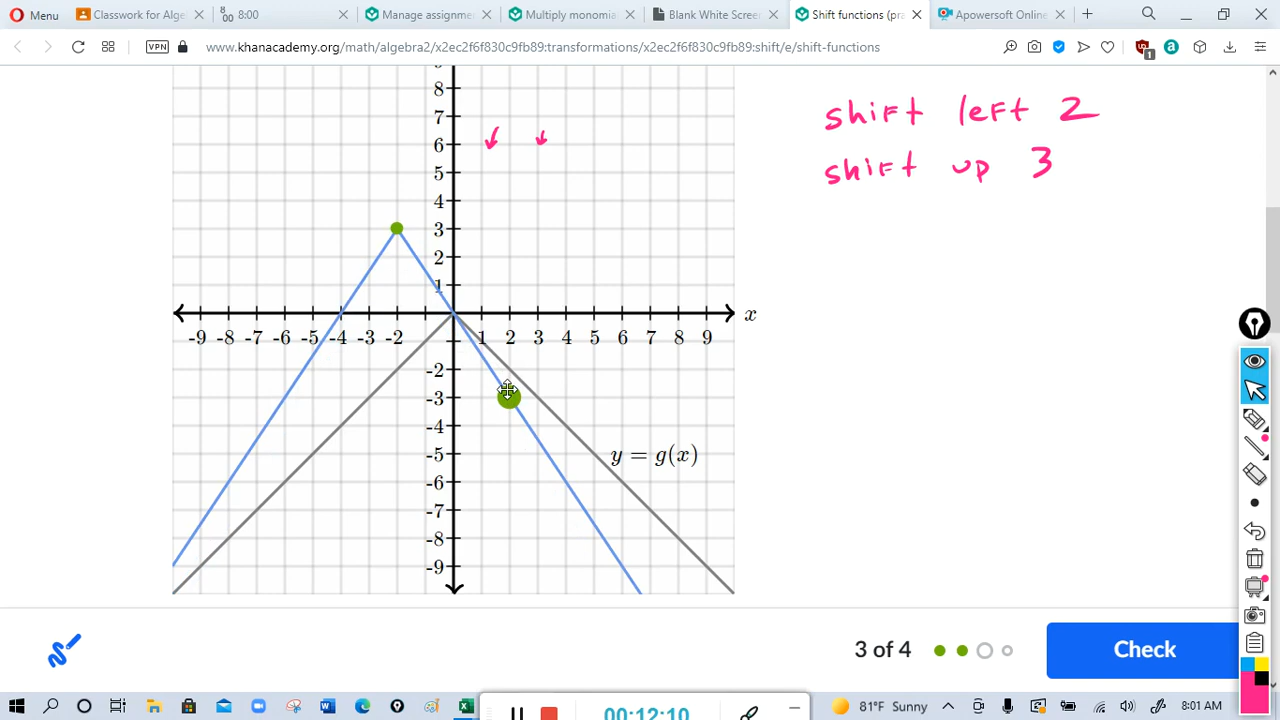 Menu
Classwork for Alge
8:00
Manage assignme
Multiply monomia
Blank White Screen
Shift functions (pra
Apowersoft Online
VPN
www.khanacademy.org/math/algebra2/x2ec2f6f830c9fb89:transformations/x2ec2f6f830c9fb89:shift/e/shift-functions
1
8
7
6
5
4
3
2
1
x
-9 -8 -7 -6 -5 -4 -3 -2 1 2 3 4 5 6 7 8 9
-2
-3
-4
-5
-6
-7
-8
-9
y = g(x)
shift left 2
shift up 3
3 of 4
Check
00:12:10
81°F Sunny
8:01 AM